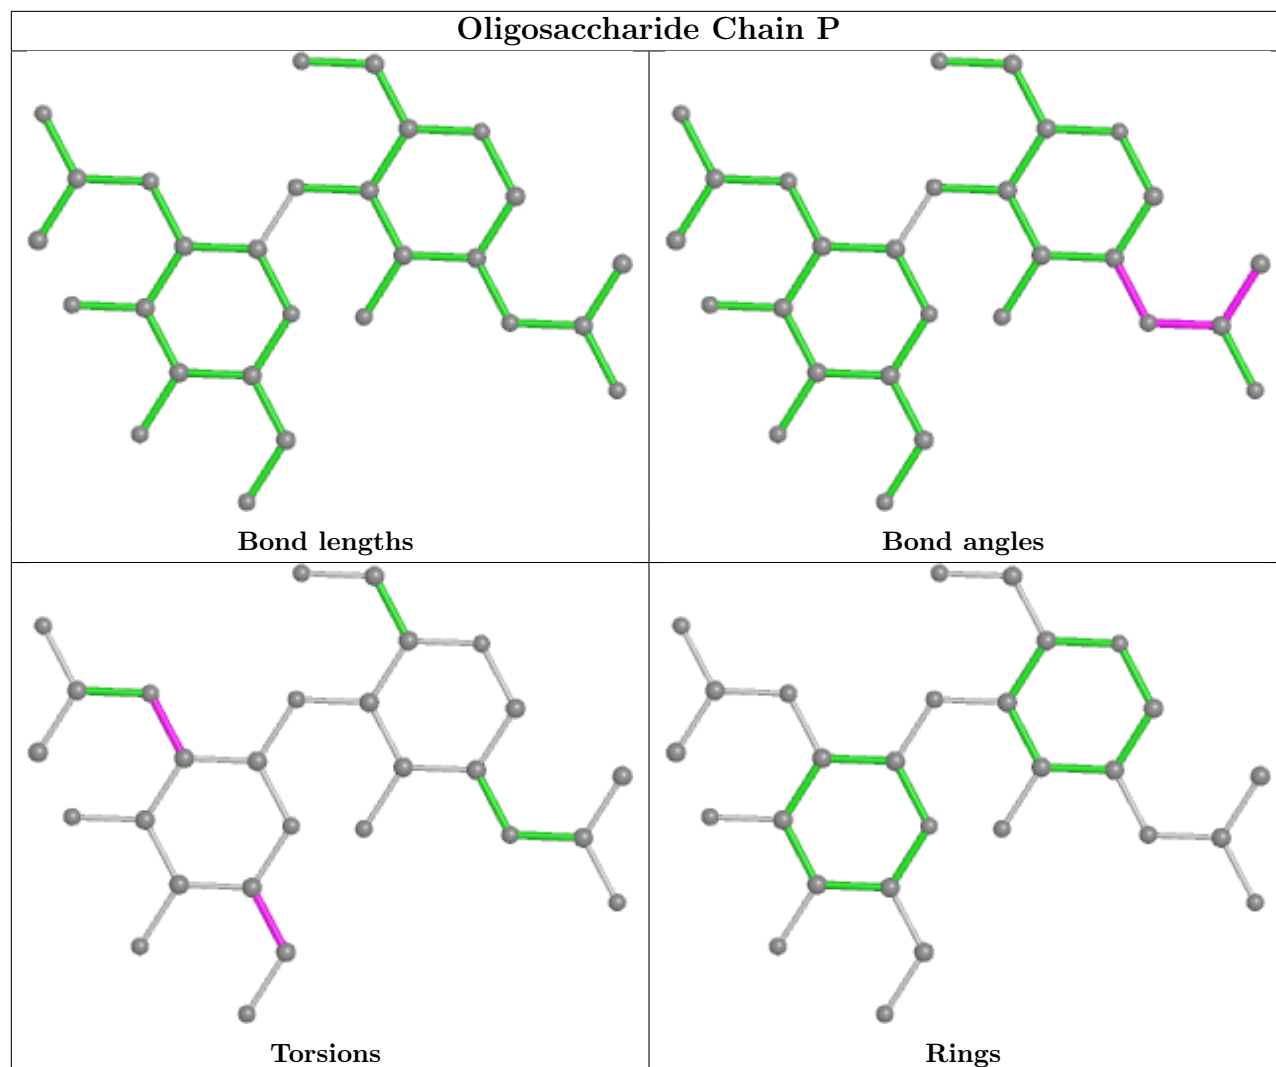 Oligosaccharide Chain P
Bond lengths
Bond angles
Torsions
Rings